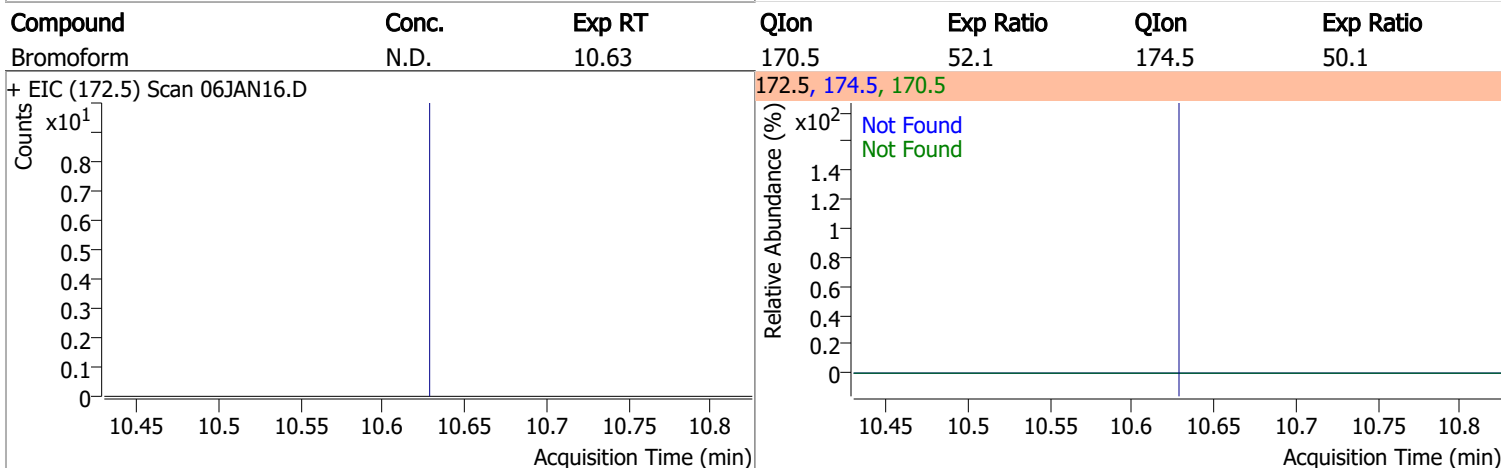 Compound Conc. Exp RT QIon Exp Ratio QIon Exp Ratio
Bromoform N.D. 10.63 170.5 52.1 174.5 50.1
+ EIC (172.5) Scan 06JAN16.D
Counts
x10¹
0.8
0.7
0.6
0.5
0.4
0.3
0.2
0.1
0
10.45 10.5 10.55 10.6 10.65 10.7 10.75 10.8
Acquisition Time (min)
172.5, 174.5, 170.5
Relative Abundance (%)
x10²
Not Found
Not Found
1.4
1.2
1
0.8
0.6
0.4
0.2
0
10.45 10.5 10.55 10.6 10.65 10.7 10.75 10.8
Acquisition Time (min)